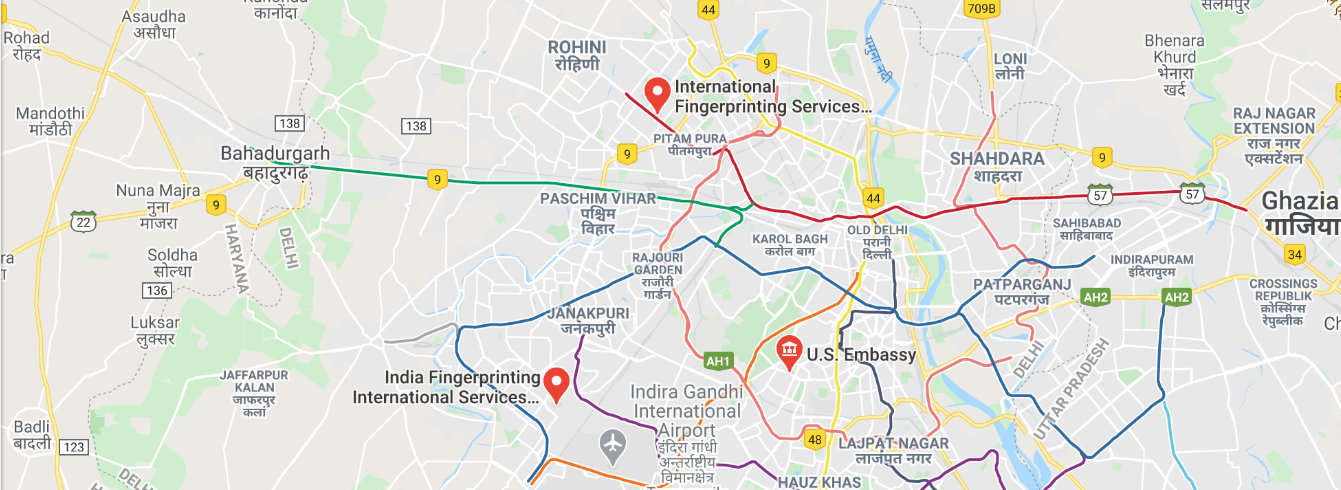 44
709B
Asaudha
असौधा
कानोंदा
Rohad
रोहद
ROHINI
रोहिणी
9
यमुना नदी
LONI
लोनी
Bhenara
Khurd
भेनारा
खुर्द
International
Fingerprinting Services...
Mandothi
मांडौठी
138
138
PITAM PURA
पीतमपुरा
RAJ NAGAR
EXTENSION
राज नगर
एक्सटेंशन
Bahadurgarh
बहादुरगढ़
9
9
SHAHDARA
शाहदरा
9
Nuna Majra
नुना
माजरा
9
PASCHIM VIHAR
पश्चिम
विहार
44
57
57
Ghazia
गाजिया
22
HARYANA
DELHI
KAROL BAGH
करोल बाग
OLD DELHI
दिल्ली
SAHIBABAD
साहिबाबाद
Soldha
सोल्धा
RAJOURI
GARDEN
राजौरी
गार्डन
INDIRAPURAM
इंदिरापुरम
34
136
PATPARGANJ
पटपरगंज
AH2
AH2
CROSSINGS
REPUBLIK
क्रोस्सिंग्स
रेपुब्लीक
Luksar
लुक्सर
JANAKPURI
जनकपुरी
Ch
AH1
U.S. Embassy
DELHI
UTTAR PRADESH
JAFFARPUR
KALAN
जाफरपुर
कलां
India Fingerprinting
International Services...
Indira Gandhi
International
Airport
इंदिरा गांधी
अन्तर्राष्ट्रीय
विमानक्षेत्र
Badli
बादली
123
48
LAJPAT NAGAR
लाजपत नगर
DELHI
HAUZ KHAS